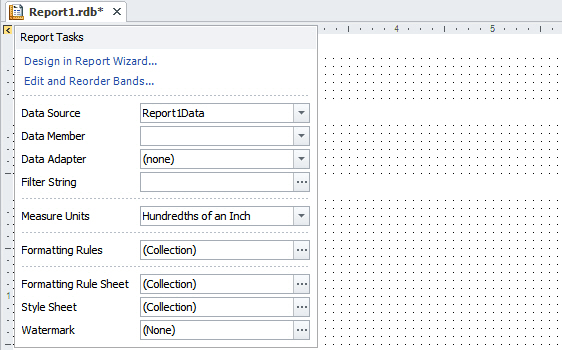 Report1.rdb*
Report Tasks
4 5
Design in Report Wizard...
Edit and Reorder Bands...
Data Source Report1Data
Data Member
Data Adapter (none)
Filter String
Measure Units Hundredths of an Inch
Formatting Rules (Collection)
Formatting Rule Sheet (Collection)
1
Style Sheet (Collection)
Watermark (None)